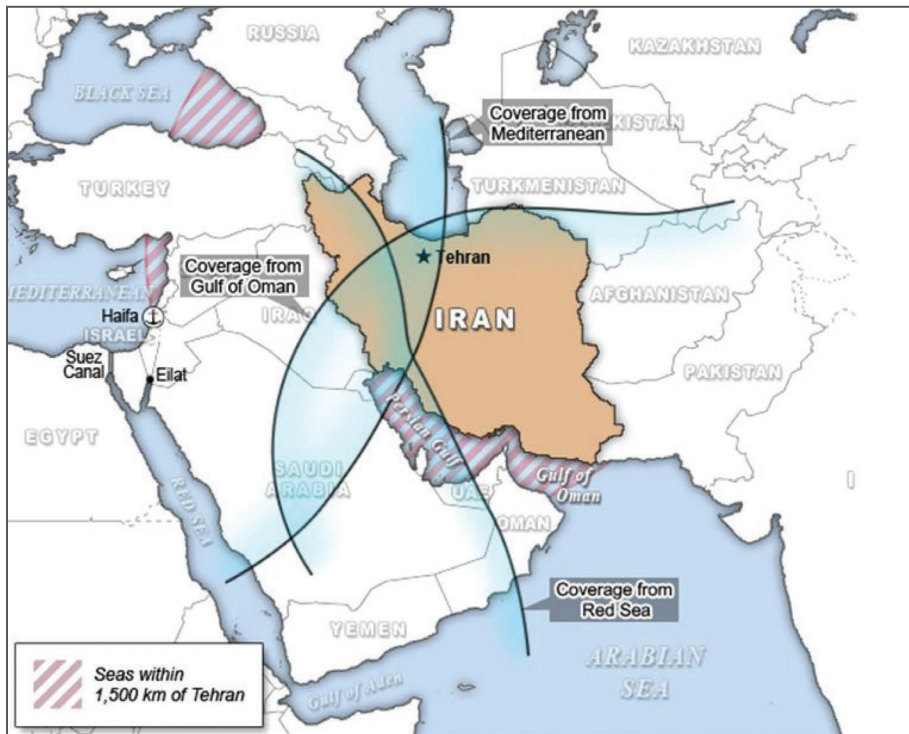 RUSSIA
KAZAKHSTAN
BLACK SEA
Coverage from
Mediterranean
KISTAN
TURKEY
TURKMENISTAN
Tehran
Coverage from
Gulf of Oman
MEDITERRANEAN
AFGHANISTAN
Haifa
IRAQ
IRAN
ISRAEL
Suez
Canal
Eilat
PAKISTAN
EGYPT
Persian Gulf
SAUDI
ARABIA
Gulf of
Oman
I
UAE
RED SEA
OMAN
Coverage from
Red Sea
YEMEN
ARABIAN
SEA
Seas within
1,500 km of Tehran
Gulf of Aden